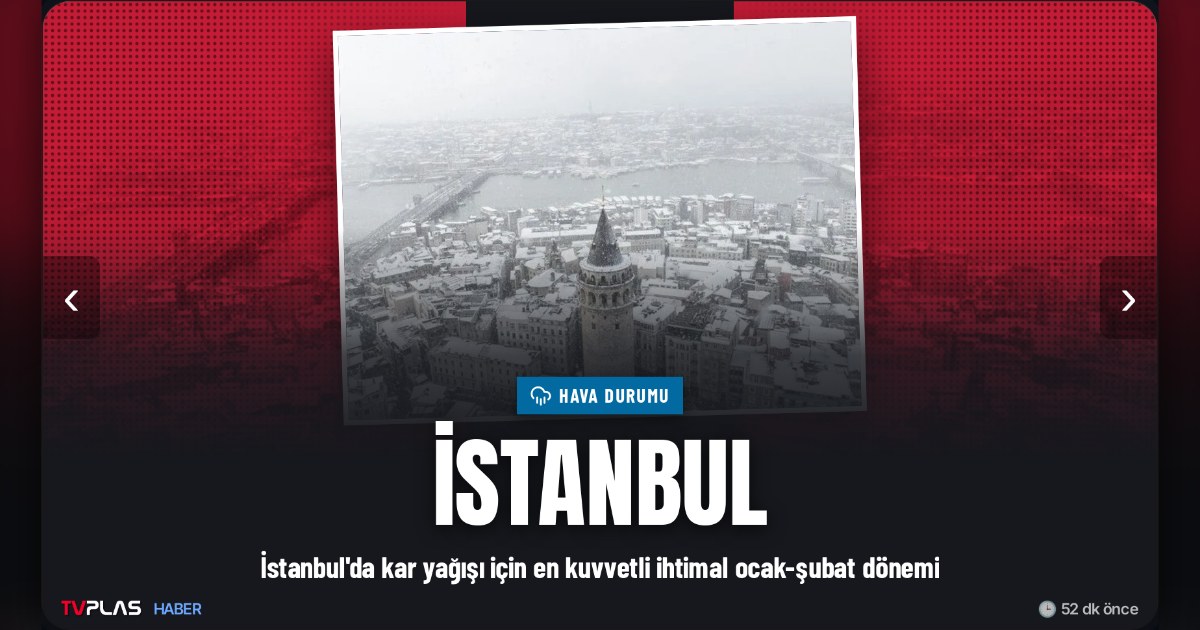 HAVA DURUMU
İSTANBUL
İstanbul'da kar yağışı için en kuvvetli ihtimal ocak-şubat dönemi
TVPLAS HABER
52 dk önce